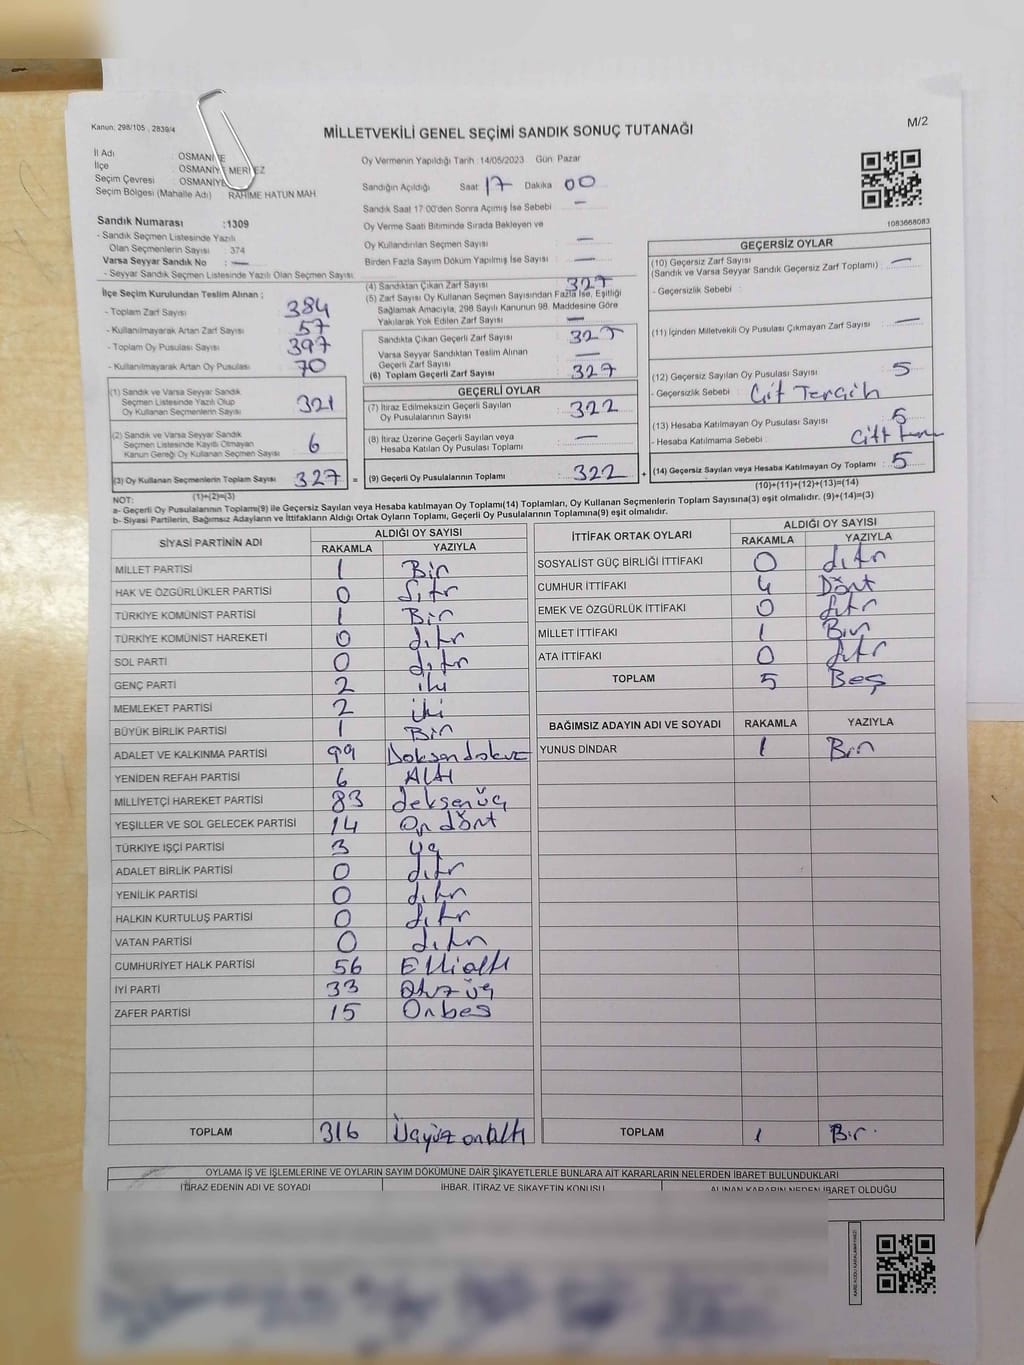 Kanun: 298/105 , 2839/4
MİLLETVEKİLİ GENEL SEÇİMİ SANDIK SONUÇ TUTANAĞI
M/2
İl Adı : OSMANİYE
İlçe : OSMANİYE MERKEZ
Seçim Çevresi : OSMANİYE
Seçim Bölgesi (Mahalle Adı) RAHİME HATUN MAH
Oy Vermenin Yapıldığı Tarih :14/05/2023 Gün: Pazar
Sandığın Açıldığı Saat 17 Dakika 00
Sandık Saat 17:00'den Sonra Açımış İse Sebebi : —
Oy Verme Saati Bitiminde Sırada Bekleyen ve
Oy Kullandırılan Seçmen Sayısı : —
Birden Fazla Sayım Döküm Yapılmış İse Sayısı : —
1083668083
Sandık Numarası :1309
- Sandık Seçmen Listesinde Yazılı
Olan Seçmenlerin Sayısı : 374
Varsa Seyyar Sandık No : —
- Seyyar Sandık Seçmen Listesinde Yazılı Olan Seçmen Sayısı:
İlçe Seçim Kurulundan Teslim Alınan ;
- Toplam Zarf Sayısı : 384
- Kullanılmayarak Artan Zarf Sayısı : 57
- Toplam Oy Pusulası Sayısı : 397
- Kullanılmayarak Artan Oy Pusulası : 70
(1) Sandık ve Varsa Seyyar Sandık
Seçmen Listesinde Yazılı Olup
Oy Kullanan Seçmenlerin Sayısı : 321
(2) Sandık ve Varsa Seyyar Sandık
Seçmen Listesinde Kayıtlı Olmayan
Kanun Gereği Oy Kullanan Seçmen Sayısı : 6
(3) Oy Kullanan Seçmenlerin Toplam Sayısı : 327 =
(1)+(2)=(3)
(4) Sandıktan Çıkan Zarf Sayısı : 327
(5) Zarf Sayısı Oy Kullanan Seçmen Sayısından Fazla İse, Eşitliği
Sağlamak Amacıyla, 298 Sayılı Kanunun 98. Maddesine Göre
Yakılarak Yok Edilen Zarf Sayısı : —
Sandıkta Çıkan Geçerli Zarf Sayısı : 327
Varsa Seyyar Sandıktan Teslim Alınan
Geçerli Zarf Sayısı : —
(6) Toplam Geçerli Zarf Sayısı : 327
GEÇERLİ OYLAR
(7) İtiraz Edilmeksizin Geçerli Sayılan
Oy Pusulalarının Sayısı : 322
(8) İtiraz Üzerine Geçerli Sayılan veya
Hesaba Katılan Oy Pusulası Sayısı : —
(9) Geçerli Oy Pusulalarının Toplamı : 322 +
GEÇERSİZ OYLAR
(10) Geçersiz Zarf Sayısı
(Sandık ve Varsa Seyyar Sandık Geçersiz Zarf Toplamı) : —
- Geçersizlik Sebebi :
(11) İçinden Milletvekili Oy Pusulası Çıkmayan Zarf Sayısı : —
(12) Geçersiz Sayılan Oy Pusulası Sayısı : 5
- Geçersizlik Sebebi : Çift Tercih
(13) Hesaba Katılmayan Oy Pusulası Sayısı : 5
- Hesaba Katılmama Sebebi :
(14) Geçersiz Sayılan veya Hesaba Katılmayan Oy Toplamı : 5
(10)+(11)+(12)+(13)=(14)
NOT:
a- Geçerli Oy Pusulalarının Toplamı(9) ile Geçersiz Sayılan veya Hesaba katılmayan Oy Toplamı(14) Toplamları, Oy Kullanan Seçmenlerin Toplam Sayısına(3) eşit olmalıdır. (9)+(14)=(3)
b- Siyasi Partilerin, Bağımsız Adayların ve İttifakların Aldığı Ortak Oyların Toplamı, Geçerli Oy Pusulalarının Toplamına(9) eşit olmalıdır.
SİYASİ PARTİNİN ADI ALDIĞI OY SAYISI
RAKAMLA YAZIYLA
MİLLET PARTİSİ 1 Bir
HAK VE ÖZGÜRLÜKLER PARTİSİ 0 Sıfır
TÜRKİYE KOMÜNİST PARTİSİ 1 Bir
TÜRKİYE KOMÜNİST HAREKETİ 0 Sıfır
SOL PARTİ 0 Sıfır
GENÇ PARTİ 2 iki
MEMLEKET PARTİSİ 2 iki
BÜYÜK BİRLİK PARTİSİ 1 Bir
ADALET VE KALKINMA PARTİSİ 99 Doksandokuz
YENİDEN REFAH PARTİSİ 6 Altı
MİLLİYETÇİ HAREKET PARTİSİ 83 Seksenüç
YEŞİLLER VE SOL GELECEK PARTİSİ 14 On dört
TÜRKİYE İŞÇİ PARTİSİ 3 üç
ADALET BİRLİK PARTİSİ 0 Sıfır
YENİLİK PARTİSİ 0 Sıfır
HALKIN KURTULUŞ PARTİSİ 0 Sıfır
VATAN PARTİSİ 0 Sıfır
CUMHURİYET HALK PARTİSİ 56 Ellialtı
İYİ PARTİ 33 Otuz üç
ZAFER PARTİSİ 15 Onbeş
TOPLAM 316 Üçyüz onaltı
İTTİFAK ORTAK OYLARI ALDIĞI OY SAYISI
RAKAMLA YAZIYLA
SOSYALİST GÜÇ BİRLİĞİ İTTİFAKI 0 Sıfır
CUMHUR İTTİFAKI 4 Dört
EMEK VE ÖZGÜRLÜK İTTİFAKI 0 Sıfır
MİLLET İTTİFAKI 1 Bir
ATA İTTİFAKI 0 Sıfır
TOPLAM 5 Beş
BAĞIMSIZ ADAYIN ADI VE SOYADI RAKAMLA YAZIYLA
YUNUS DİNDAR 1 Bir
TOPLAM 1 Bir
OYLAMA İŞ VE İŞLEMLERİNE VE OYLARIN SAYIM DÖKÜMÜNE DAİR ŞİKAYETLERLE BUNLARA AİT KARARLARIN NELERDEN İBARET BULUNDUKLARI
İTİRAZ EDENİN ADI VE SOYADI İHBAR, İTİRAZ VE ŞİKAYETİN KONUSU ALINAN KARARIN NEDEN İBARET OLDUĞU